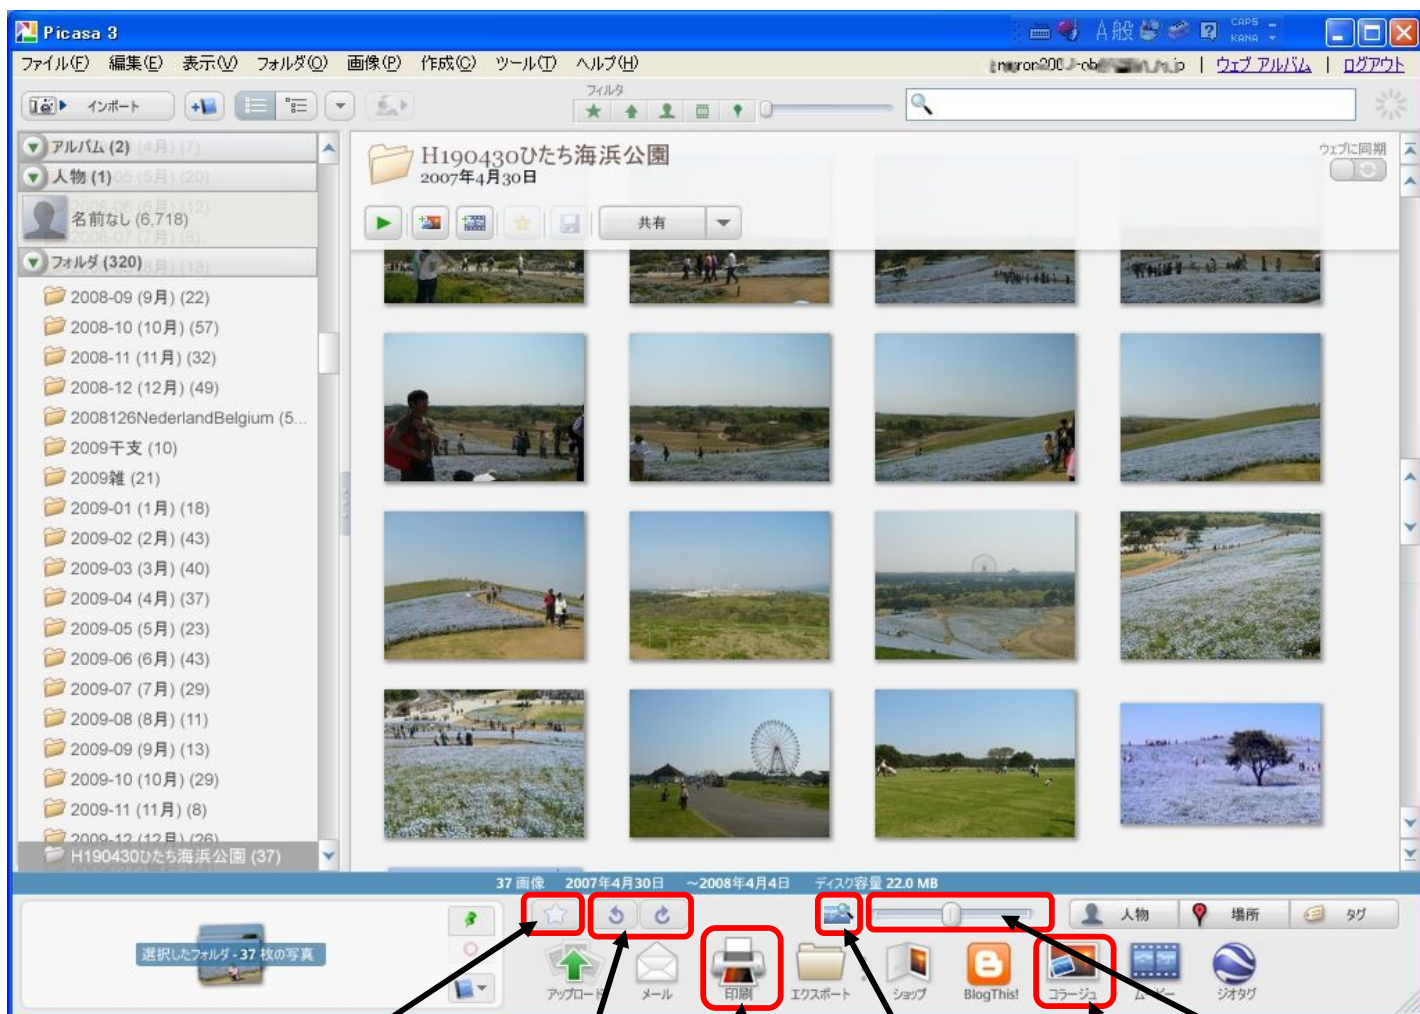 Picasa 3
A 般 CAPS KANA
ファイル(F) 編集(E) 表示(V) フォルダ(O) 画像(P) 作成(C) ツール(T) ヘルプ(H) | ウェブ アルバム | ログアウト
インポート
フィルタ
アルバム (2)
人物 (1)
名前なし (6,718)
フォルダ (320)
2008-09 (9月) (22)
2008-10 (10月) (57)
2008-11 (11月) (32)
2008-12 (12月) (49)
2008126NederlandBelgium (5...
2009干支 (10)
2009雑 (21)
2009-01 (1月) (18)
2009-02 (2月) (43)
2009-03 (3月) (40)
2009-04 (4月) (37)
2009-05 (5月) (23)
2009-06 (6月) (43)
2009-07 (7月) (29)
2009-08 (8月) (11)
2009-09 (9月) (13)
2009-10 (10月) (29)
2009-11 (11月) (8)
2009-12 (12月) (26)
H190430ひたち海浜公園 (37)
H190430ひたち海浜公園
2007年4月30日
ウェブに同期
共有
37 画像 2007年4月30日 ~2008年4月4日 ディスク容量 22.0 MB
選択したフォルダ - 37 枚の写真
人物 場所 タグ
アップロード メール 印刷 エクスポート ショップ BlogThis! コラージュ ムービー ジオタグ